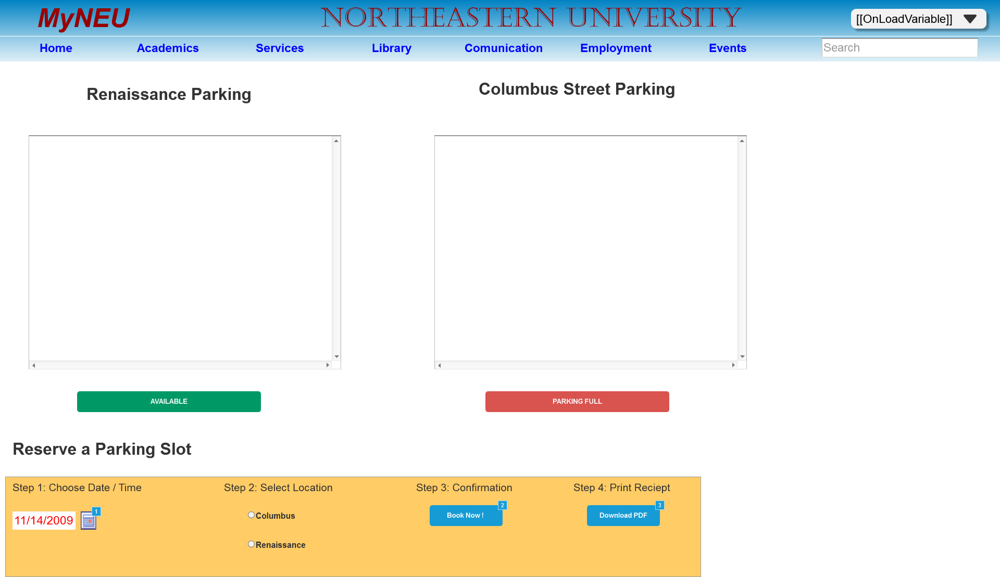 MyNEU
NORTHEASTERN UNIVERSITY
[[OnLoadVariable]]
Home
Academics
Services
Library
Comunication
Employment
Events
Search
Renaissance Parking
Columbus Street Parking
AVAILABLE
PARKING FULL
Reserve a Parking Slot
Step 1: Choose Date / Time
Step 2: Select Location
Step 3: Confirmation
Step 4: Print Reciept
11/14/2009
1
Columbus
Renaissance
Book Now !
2
Download PDF
3